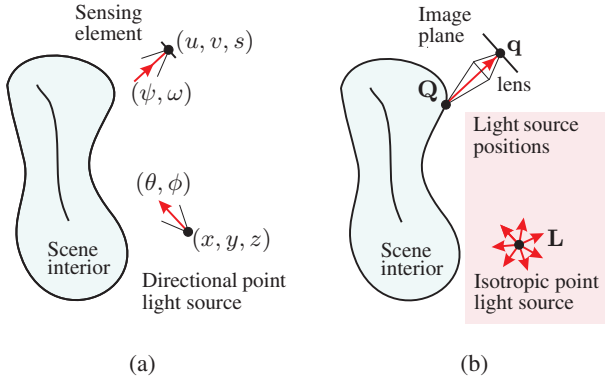 Sensing
element
(u, v, s)
(ψ, ω)
(θ, ϕ)
(x, y, z)
Scene
interior
Directional point
light source
(a)
Image
plane
q
lens
Q
Light source
positions
L
Scene
interior
Isotropic point
light source
(b)